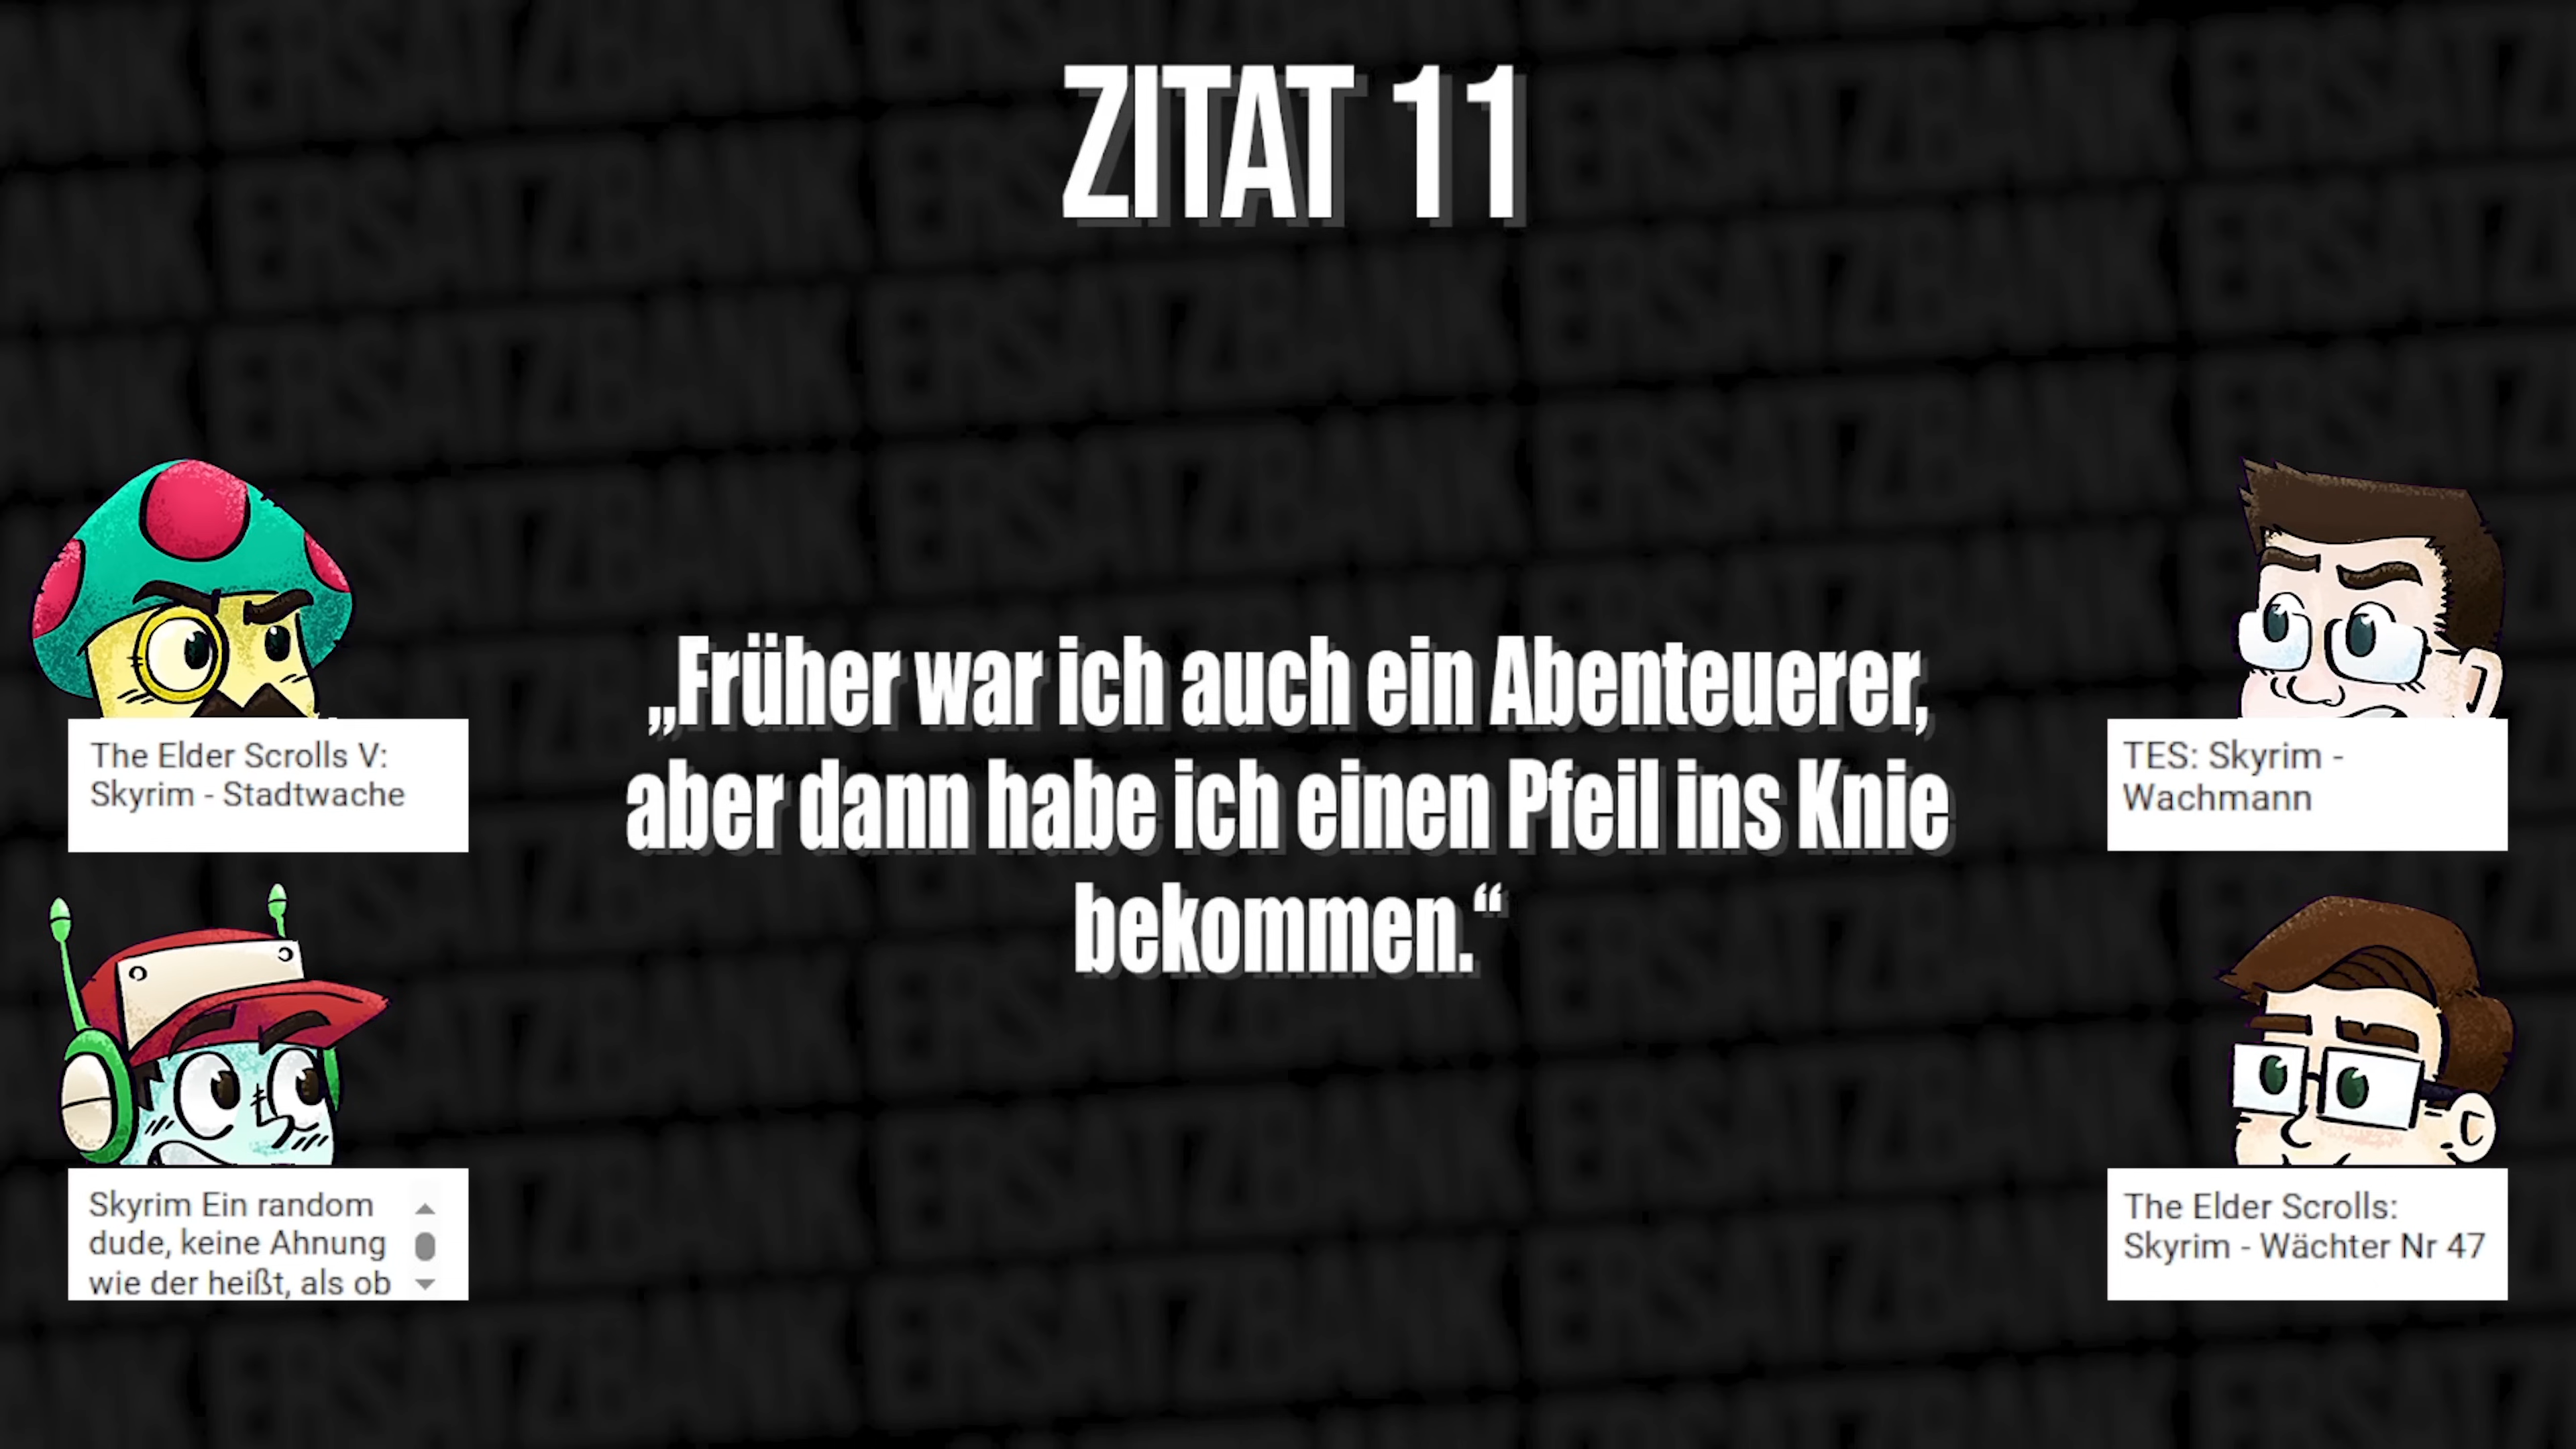 ZITAT 11
„Früher war ich auch ein Abenteuerer,
aber dann habe ich einen Pfeil ins Knie
bekommen.“
The Elder Scrolls V:
Skyrim - Stadtwache
TES: Skyrim -
Wachmann
Skyrim Ein random
dude, keine Ahnung
wie der heißt, als ob
The Elder Scrolls:
Skyrim - Wächter Nr 47
ERSATZBANK